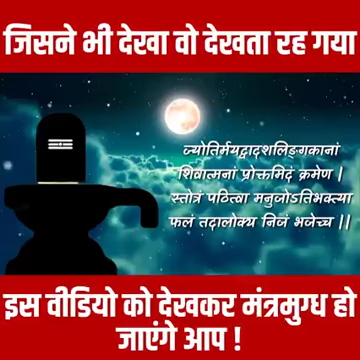 जिसने भी देखा वो देखता रह गया
ज्योतिर्मयद्वादशलिङ्गकानां
शिवात्मनां प्रोक्तमिदं क्रमेण |
स्तोत्रं पठित्वा मनुजोऽतिभक्त्या
फलं तदालोक्य निजं भजेच्च ||
इस वीडियो को देखकर मंत्रमुग्ध हो
जाएंगे आप !